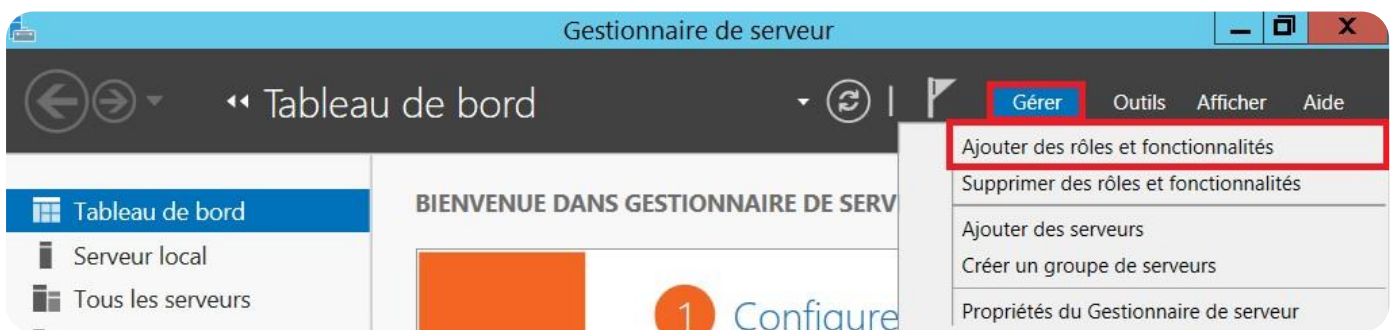 Gestionnaire de serveur
Tableau de bord
Gérer Outils Afficher Aide
Ajouter des rôles et fonctionnalités
Supprimer des rôles et fonctionnalités
Ajouter des serveurs
Créer un groupe de serveurs
Propriétés du Gestionnaire de serveur
Tableau de bord
Serveur local
Tous les serveurs
BIENVENUE DANS GESTIONNAIRE DE SERV
1 Configure